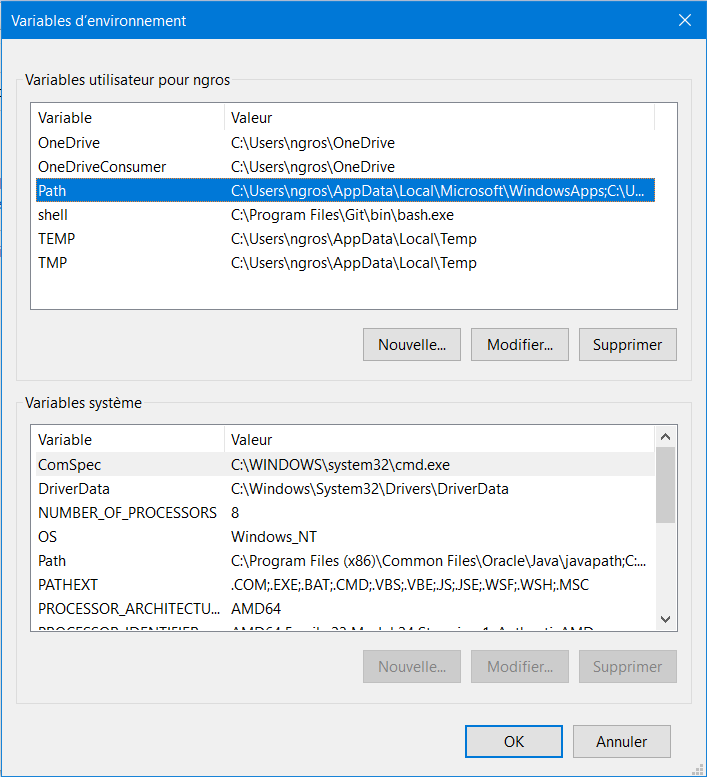 Variables d'environnement
Variables utilisateur pour ngros
Variable Valeur
OneDrive C:\Users\ngros\OneDrive
OneDriveConsumer C:\Users\ngros\OneDrive
Path C:\Users\ngros\AppData\Local\Microsoft\WindowsApps;C:\U...
shell C:\Program Files\Git\bin\bash.exe
TEMP C:\Users\ngros\AppData\Local\Temp
TMP C:\Users\ngros\AppData\Local\Temp
Nouvelle... Modifier... Supprimer
Variables système
Variable Valeur
ComSpec C:\WINDOWS\system32\cmd.exe
DriverData C:\Windows\System32\Drivers\DriverData
NUMBER_OF_PROCESSORS 8
OS Windows_NT
Path C:\Program Files (x86)\Common Files\Oracle\Java\javapath;C:...
PATHEXT .COM;.EXE;.BAT;.CMD;.VBS;.VBE;.JS;.JSE;.WSF;.WSH;.MSC
PROCESSOR_ARCHITECTU... AMD64
PROCESSOR_IDENTIFIER
Nouvelle... Modifier... Supprimer
OK Annuler